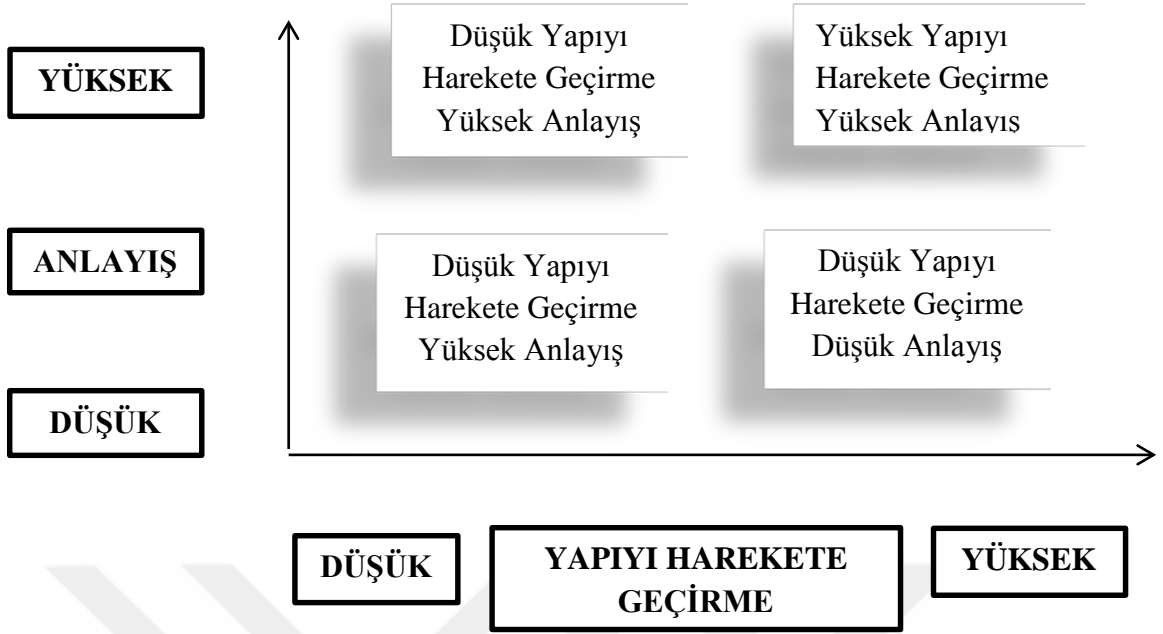 YÜKSEK
Düşük Yapıyı
Harekete Geçirme
Yüksek Anlayış
Yüksek Yapıyı
Harekete Geçirme
Yüksek Anlayış
ANLAYIŞ
Düşük Yapıyı
Harekete Geçirme
Yüksek Anlayış
Düşük Yapıyı
Harekete Geçirme
Düşük Anlayış
DÜŞÜK
DÜŞÜK
YAPIYI HAREKETE
GEÇİRME
YÜKSEK